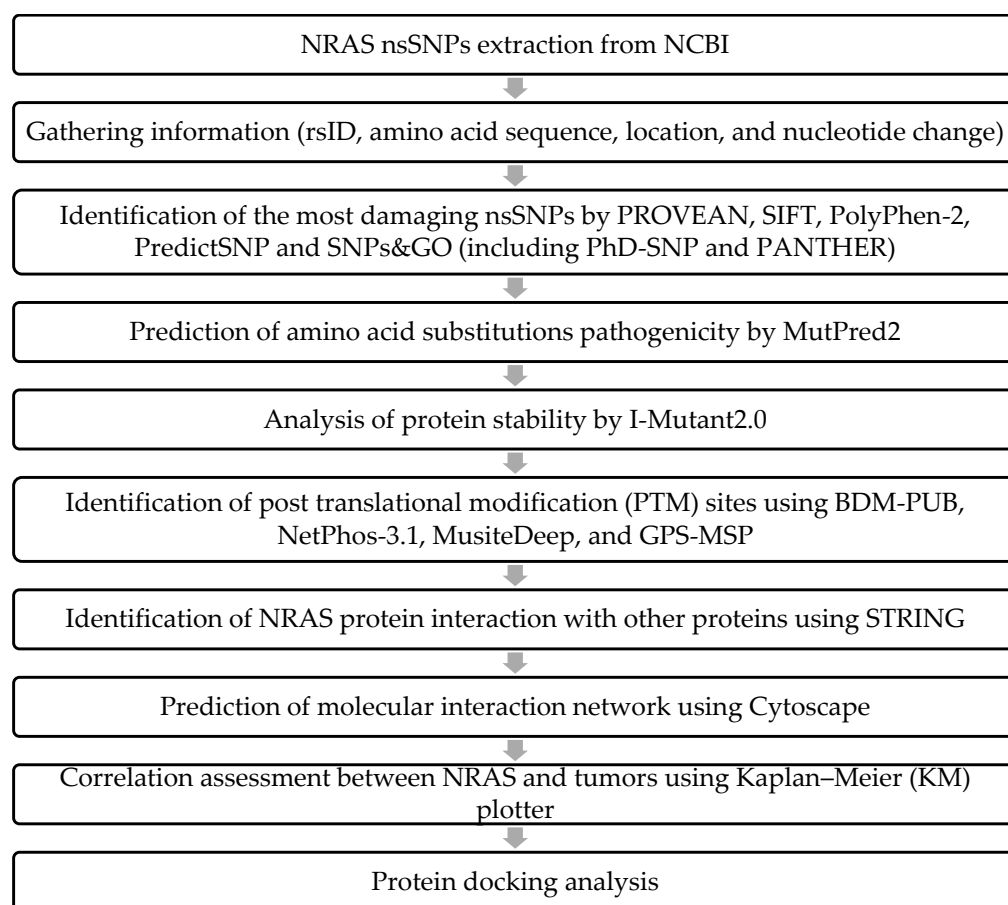 NRAS nsSNPs extraction from NCBI
Gathering information (rsID, amino acid sequence, location, and nucleotide change)
Identification of the most damaging nsSNPs by PROVEAN, SIFT, PolyPhen-2,
PredictSNP and SNPs&GO (including PhD-SNP and PANTHER)
Prediction of amino acid substitutions pathogenicity by MutPred2
Analysis of protein stability by I-Mutant2.0
Identification of post translational modification (PTM) sites using BDM-PUB,
NetPhos-3.1, MusiteDeep, and GPS-MSP
Identification of NRAS protein interaction with other proteins using STRING
Prediction of molecular interaction network using Cytoscape
Correlation assessment between NRAS and tumors using Kaplan–Meier (KM)
plotter
Protein docking analysis